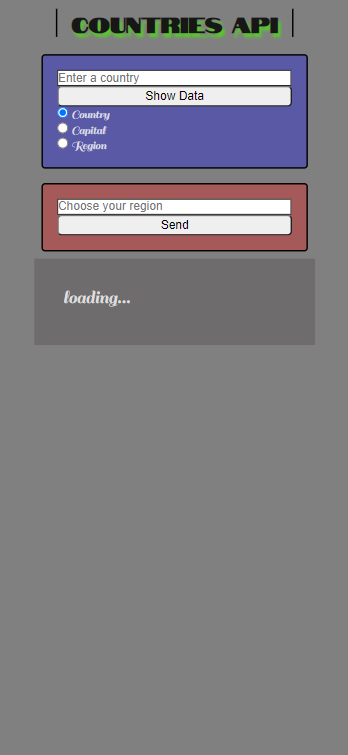 COUNTRIES API
Enter a country
Show Data
Country
Capital
Region
Choose your region
Send
loading...